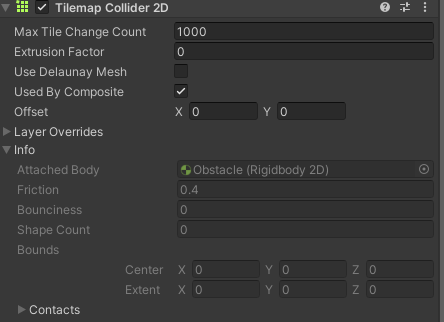 Tilemap Collider 2D
Max Tile Change Count 1000
Extrusion Factor 0
Use Delaunay Mesh
Used By Composite
Offset X 0 Y 0
Layer Overrides
Info
Attached Body Obstacle (Rigidbody 2D)
Friction 0.4
Bounciness 0
Shape Count 0
Bounds
Center X 0 Y 0 Z 0
Extent X 0 Y 0 Z 0
Contacts